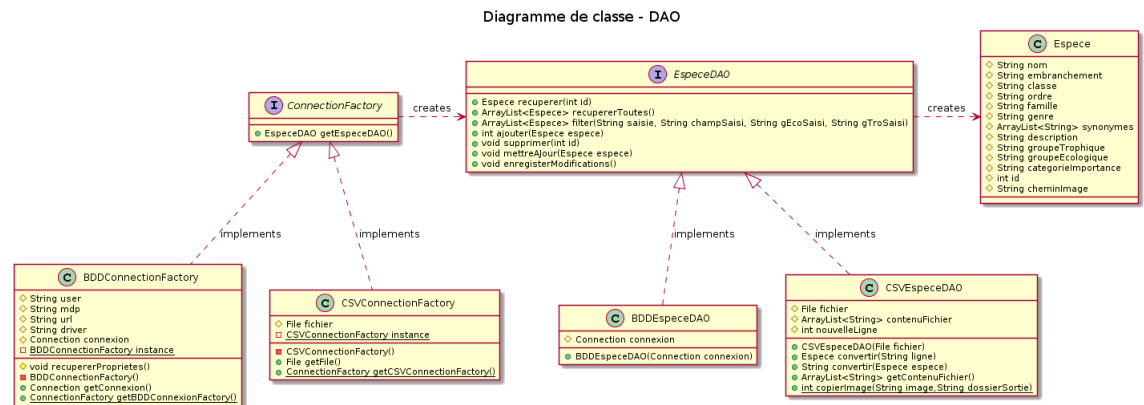 Diagramme de classe - DAO
I ConnectionFactory
EspeceDAO getEspeceDAO()
creates
I EspeceDAO
Espece recuperer(int id)
ArrayList<Espece> recupererToutes()
ArrayList<Espece> filter(String saisie, String champSaisi, String gEcoSaisi, String gTroSaisi)
int ajouter(Espece espece)
void supprimer(int id)
void mettreAJour(Espece espece)
void enregisterModifications()
creates
C Espece
String nom
String embranchement
String classe
String ordre
String famille
String genre
ArrayList<String> synonymes
String description
String groupeTrophique
String groupeEcologique
String categorieImportance
int id
String cheminImage
implements
implements
implements
implements
C BDDConnectionFactory
String user
String mdp
String url
String driver
Connection connexion
BDDConnectionFactory instance
void recupererProprietes()
BDDConnectionFactory()
Connection getConnexion()
ConnectionFactory getBDDConnexionFactory()
C CSVConnectionFactory
File fichier
CSVConnectionFactory instance
CSVConnectionFactory()
File getFile()
ConnectionFactory getCSVConnectionFactory()
C BDDEspeceDAO
Connection connexion
BDDEspeceDAO(Connection connexion)
C CSVEspeceDAO
File fichier
ArrayList<String> contenuFichier
int nouvelleLigne
CSVEspeceDAO(File fichier)
Espece convertir(String ligne)
String convertir(Espece espece)
ArrayList<String> getContenuFichier()
int copierImage(String image,String dossierSortie)